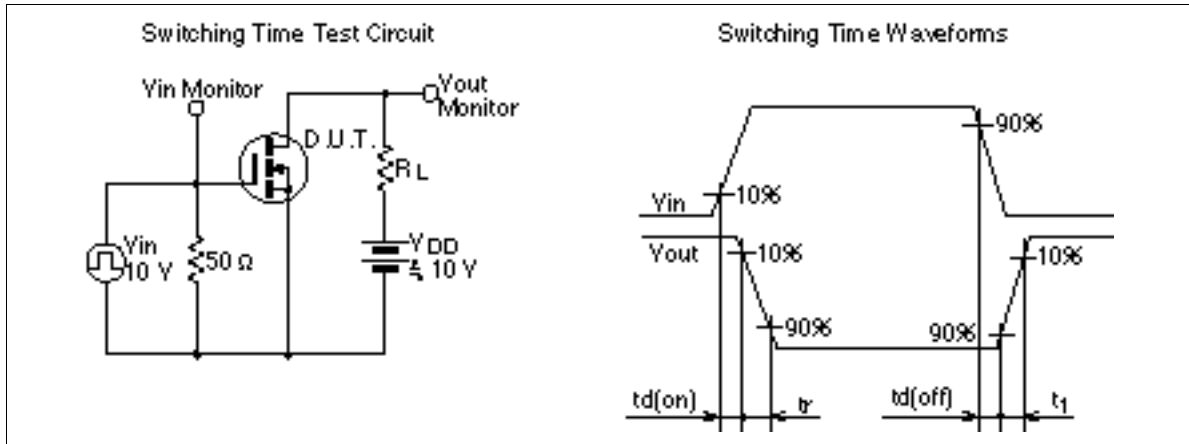 Switching Time Test Circuit
Vin Monitor
Vout
Monitor
D.U.T.
RL
Vin
10 V
50 Ω
VDD
= 10 V
Switching Time Waveforms
Vin
10%
90%
Vout
10%
90%
90%
10%
td(on)
tr
td(off)
t1